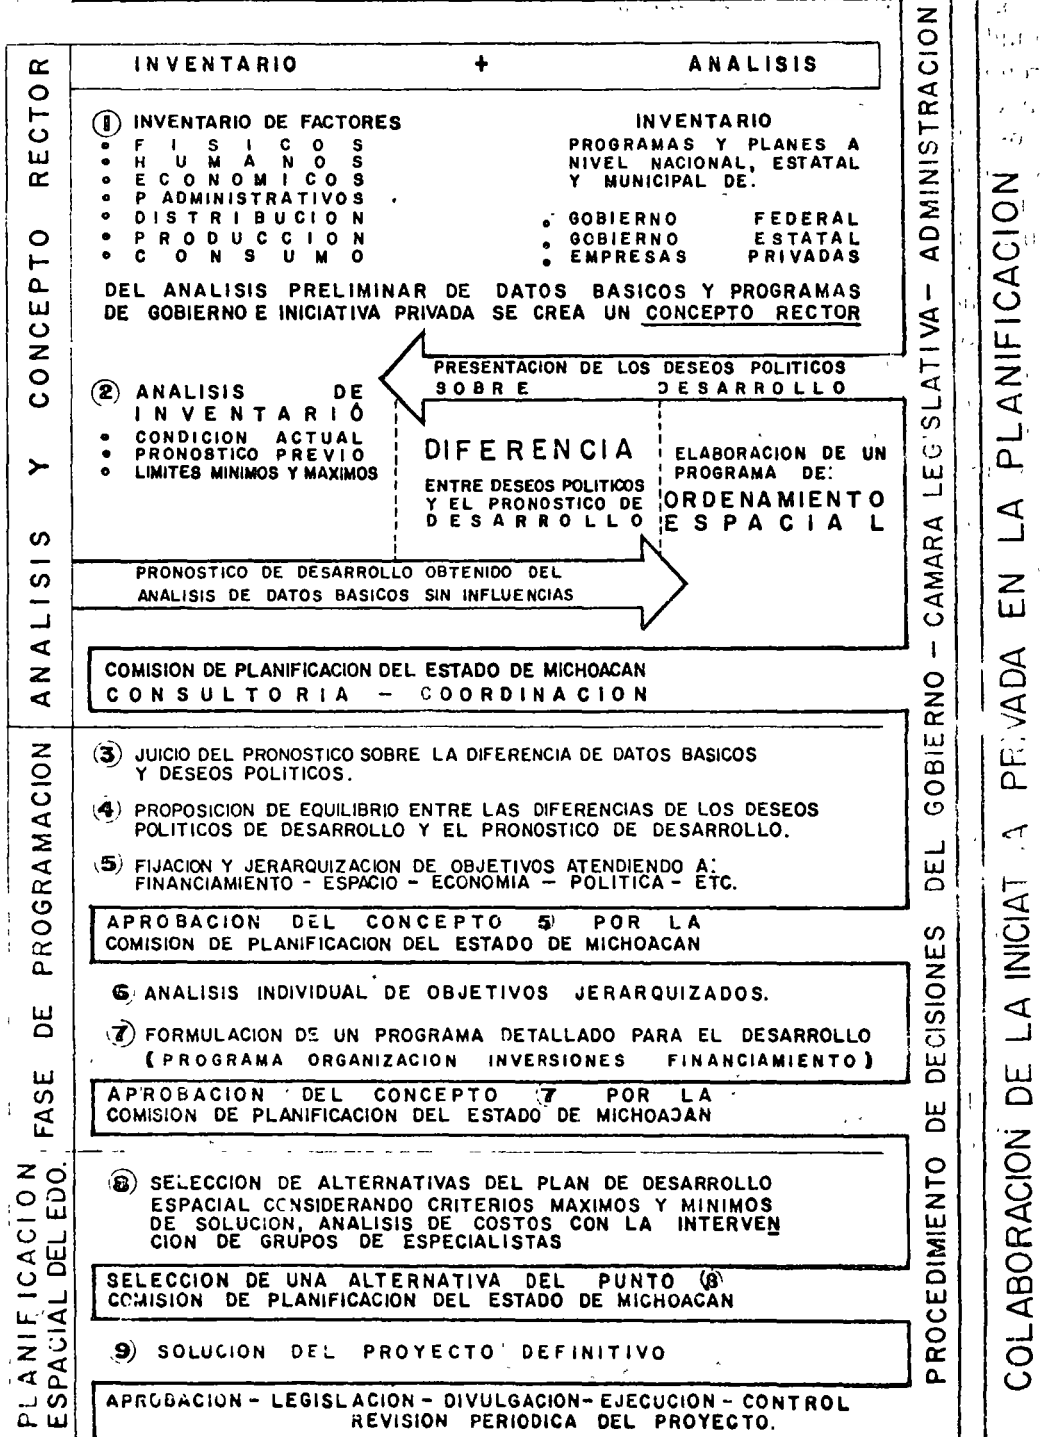 INVENTARIO + ANALISIS
① INVENTARIO DE FACTORES
• FISICOS
• HUMANOS
• ECONOMICOS
• P ADMINISTRATIVOS
• DISTRIBUCION
• PRODUCCION
• CONSUMO
INVENTARIO
PROGRAMAS Y PLANES A
NIVEL NACIONAL, ESTATAL
Y MUNICIPAL DE.
• GOBIERNO FEDERAL
• GOBIERNO ESTATAL
• EMPRESAS PRIVADAS
DEL ANALISIS PRELIMINAR DE DATOS BASICOS Y PROGRAMAS
DE GOBIERNO E INICIATIVA PRIVADA SE CREA UN CONCEPTO RECTOR
PRESENTACION DE LOS DESEOS POLITICOS
SOBRE DESARROLLO
② ANALISIS DE
INVENTARIO
• CONDICION ACTUAL
• PRONOSTICO PREVIO
• LIMITES MINIMOS Y MAXIMOS
DIFERENCIA
ENTRE DESEOS POLITICOS
Y EL PRONOSTICO DE
DESARROLLO
ELABORACION DE UN
PROGRAMA DE:
ORDENAMIENTO
ESPACIAL
PRONOSTICO DE DESARROLLO OBTENIDO DEL
ANALISIS DE DATOS BASICOS SIN INFLUENCIAS
COMISION DE PLANIFICACION DEL ESTADO DE MICHOACAN
CONSULTORIA - COORDINACION
③ JUICIO DEL PRONOSTICO SOBRE LA DIFERENCIA DE DATOS BASICOS
Y DESEOS POLITICOS.
④ PROPOSICION DE EQUILIBRIO ENTRE LAS DIFERENCIAS DE LOS DESEOS
POLITICOS DE DESARROLLO Y EL PRONOSTICO DE DESARROLLO.
⑤ FIJACION Y JERARQUIZACION DE OBJETIVOS ATENDIENDO A:
FINANCIAMIENTO - ESPACIO - ECONOMIA - POLITICA - ETC.
APROBACION DEL CONCEPTO 5 POR LA
COMISION DE PLANIFICACION DEL ESTADO DE MICHOACAN
⑥ ANALISIS INDIVIDUAL DE OBJETIVOS JERARQUIZADOS.
⑦ FORMULACION DE UN PROGRAMA DETALLADO PARA EL DESARROLLO
(PROGRAMA ORGANIZACION INVERSIONES FINANCIAMIENTO)
APROBACION DEL CONCEPTO 7 POR LA
COMISION DE PLANIFICACION DEL ESTADO DE MICHOACAN
⑧ SELECCION DE ALTERNATIVAS DEL PLAN DE DESARROLLO
ESPACIAL CONSIDERANDO CRITERIOS MAXIMOS Y MINIMOS
DE SOLUCION, ANALISIS DE COSTOS CON LA INTERVEN
CION DE GRUPOS DE ESPECIALISTAS
SELECCION DE UNA ALTERNATIVA DEL PUNTO ⑧
COMISION DE PLANIFICACION DEL ESTADO DE MICHOACAN
⑨ SOLUCION DEL PROYECTO DEFINITIVO
APROBACION - LEGISLACION - DIVULGACION - EJECUCION - CONTROL
REVISION PERIODICA DEL PROYECTO.
ANALISIS Y CONCEPTO RECTOR
FASE DE PROGRAMACION
PLANIFICACION
ESPACIAL DEL EDO.
PROCEDIMIENTO DE DECISIONES DEL GOBIERNO - CAMARA LEGISLATIVA - ADMINISTRACION
COLABORACION DE LA INICIAT A PRIVADA EN LA PLANIFICACION